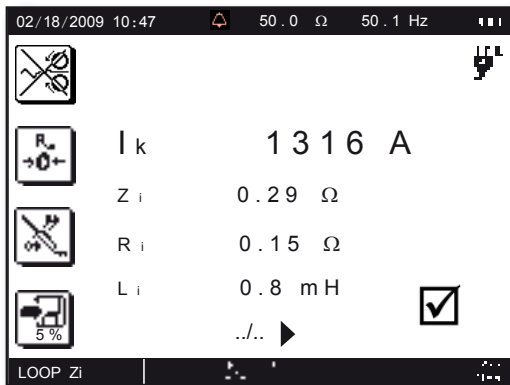 02/18/2009 10:47 50.0 Ω 50.1 Hz
R
0
Ik 1316 A
Zi 0.29 Ω
Ri 0.15 Ω
Li 0.8 mH
5 %
../..
LOOP Zi